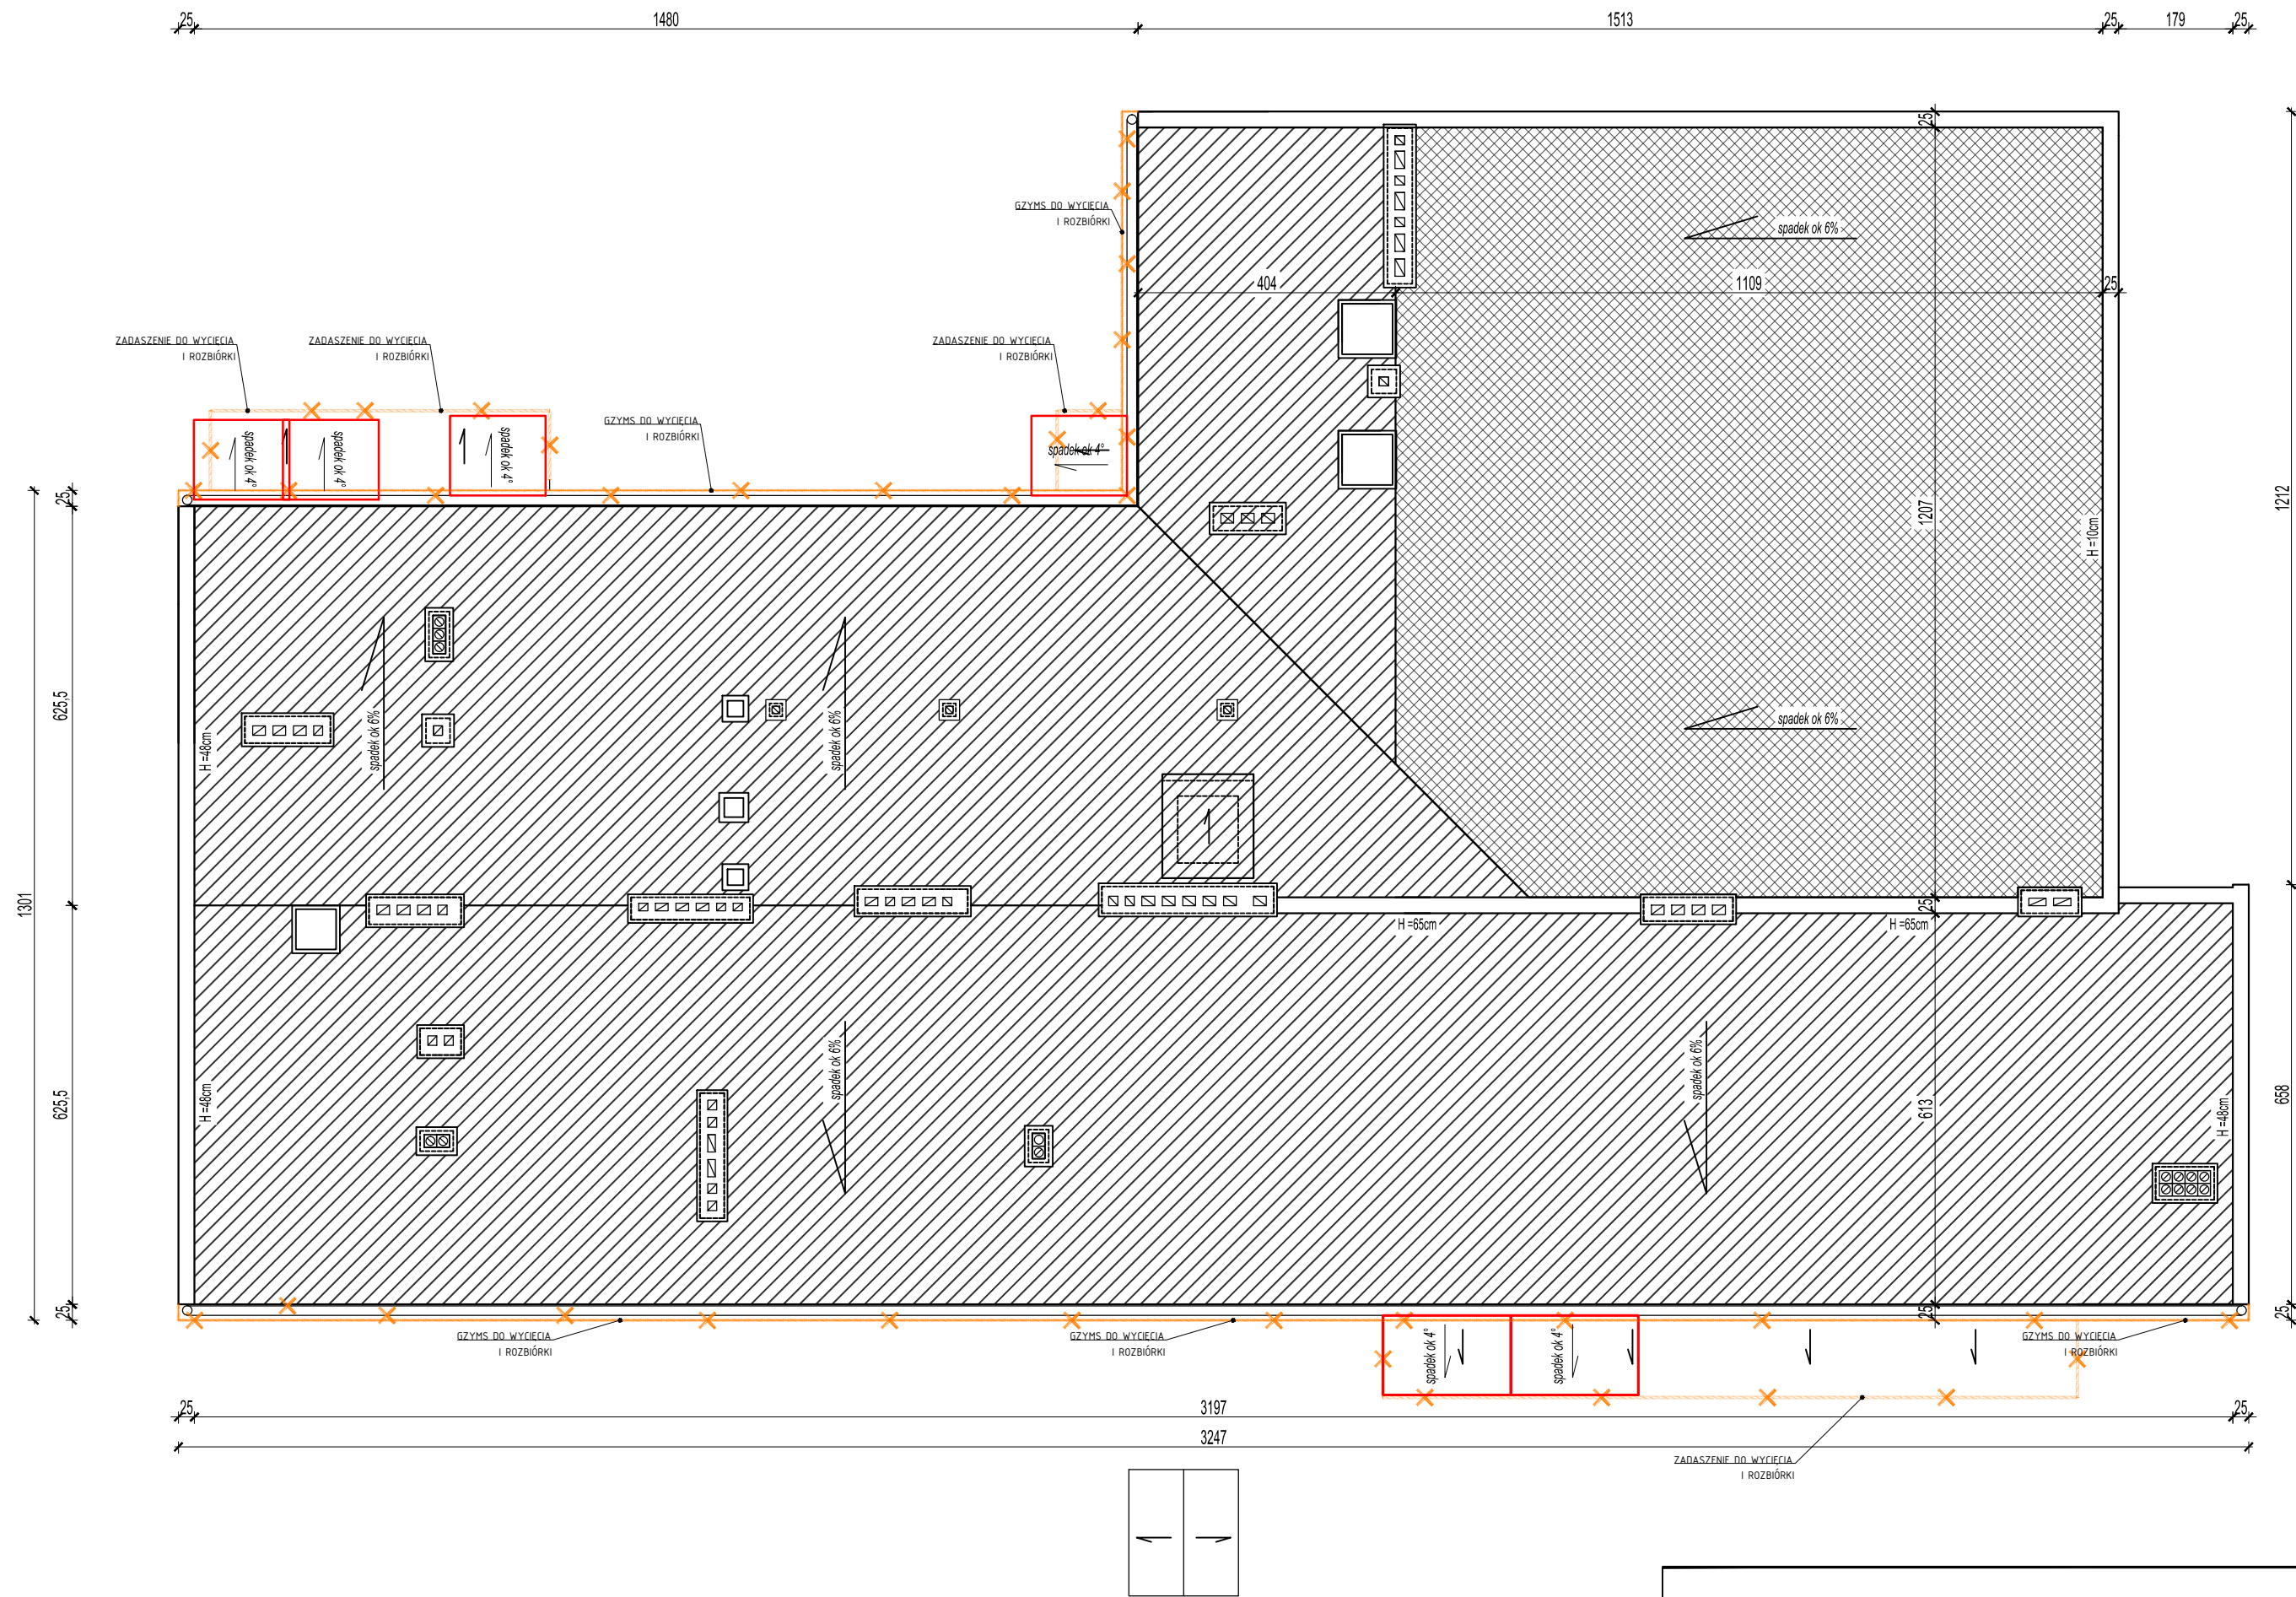 25
1480
1513
25
179
25
25
GZYMS DO WYCIĘCIA
I ROZBIÓRKI
spadek ok 6%
404
1109
25
ZADASZENIE DO WYCIĘCIA
I ROZBIÓRKI
ZADASZENIE DO WYCIĘCIA
I ROZBIÓRKI
ZADASZENIE DO WYCIĘCIA
I ROZBIÓRKI
GZYMS DO WYCIĘCIA
I ROZBIÓRKI
spadek ok 4°
spadek ok 4°
spadek ok 4°
spadek ok 4°
25
1207
H =10cm
1212
625,5
H =48cm
spadek ok 6%
spadek ok 6%
spadek ok 6%
1301
25
H =65cm
H =65cm
625,5
H =48cm
spadek ok 6%
spadek ok 6%
613
H =48cm
658
25
25
25
GZYMS DO WYCIĘCIA
I ROZBIÓRKI
GZYMS DO WYCIĘCIA
I ROZBIÓRKI
GZYMS DO WYCIĘCIA
I ROZBIÓRKI
spadek ok 4°
spadek ok 4°
25
3197
25
3247
ZADASZENIE DO WYCIĘCIA
I ROZBIÓRKI